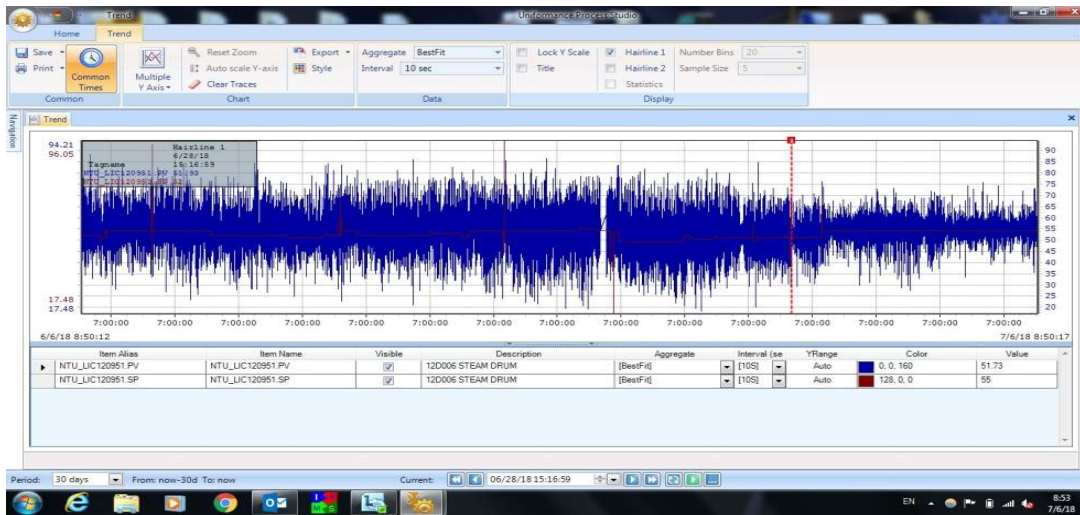 Trend
Uniformance Process Studio
Home Trend
Save
Print
Common Times
Common
Multiple Y Axis
Reset Zoom
Auto scale Y-axis
Clear Traces
Export
Style
Chart
Aggregate BestFit
Interval 10 sec
Data
Lock Y Scale
Title
Hairline 1
Hairline 2
Statistics
Number Bins 20
Sample Size 5
Display
Navigation
Trend
94.21
96.05
Hairline 1
6/28/18
Tagname 15:16:59
NTU_LIC120951.PV
90
85
80
75
70
65
60
55
50
45
40
35
30
25
20
17.48
17.48
7:00:00 7:00:00 7:00:00 7:00:00 7:00:00 7:00:00 7:00:00 7:00:00 7:00:00 7:00:00 7:00:00 7:00:00 7:00:00 7:00:00 7:00:00
6/6/18 8:50:12 7/6/18 8:50:17
Item Alias Item Name Visible Description Aggregate Interval (se YRange Color Value
NTU_LIC120951.PV NTU_LIC120951.PV 12D006 STEAM DRUM [BestFit] [10S] Auto 0, 0, 160 51.73
NTU_LIC120951.SP NTU_LIC120951.SP 12D006 STEAM DRUM [BestFit] [10S] Auto 128, 0, 0 55
Period: 30 days From: now-30d To: now Current: 06/28/18 15:16:59
EN 8:53
7/6/18